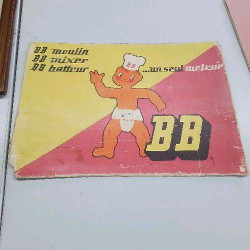 BB moulin
BB mixer
BB batteur
...un seul moteur
BB
BB